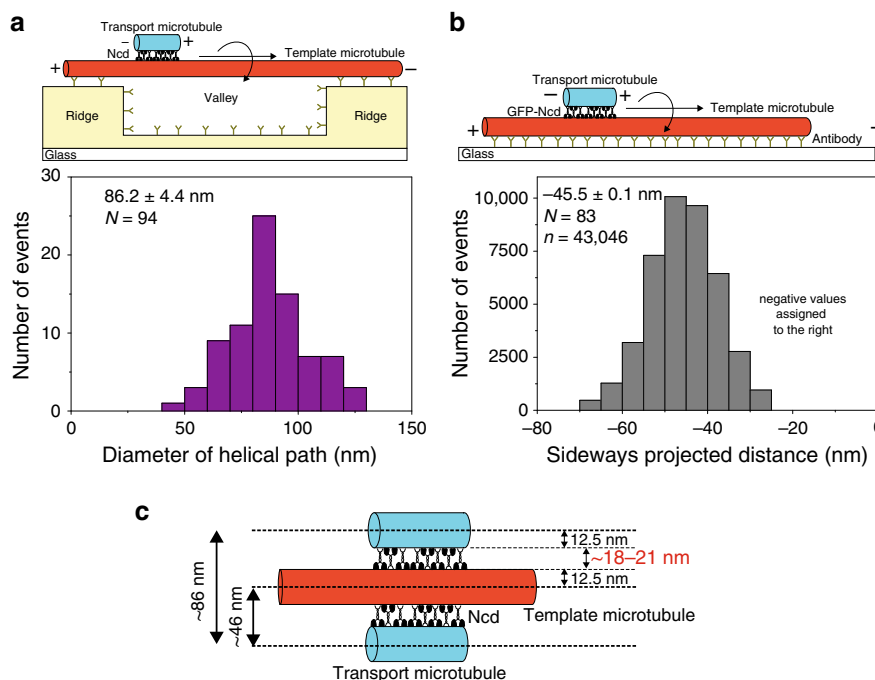 a
Transport microtubule
− +
Ncd
Template microtubule
+ −
Ridge
Valley
Ridge
Glass
86.2 ± 4.4 nm
N = 94
Number of events
30
20
10
0
0 50 100 150
Diameter of helical path (nm)
b
Transport microtubule
− +
GFP-Ncd
Template microtubule
+ −
Antibody
Glass
−45.5 ± 0.1 nm
N = 83
n = 43,046
negative values
assigned
to the right
Number of events
10,000
7500
5000
2500
0
−80 −60 −40 −20 0
Sideways projected distance (nm)
c
12.5 nm
~18–21 nm
12.5 nm
~86 nm
~46 nm
Ncd
Template microtubule
Transport microtubule